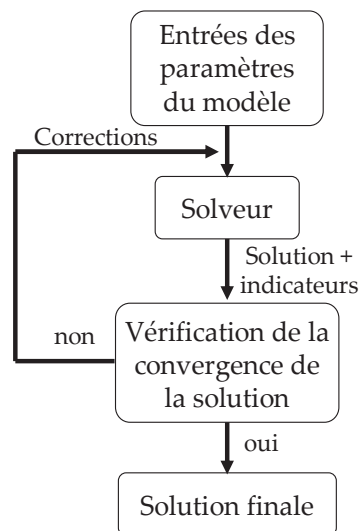 Entrées des
paramètres
du modèle
Corrections
Solveur
Solution +
indicateurs
non
Vérification de la
convergence de
la solution
oui
Solution finale